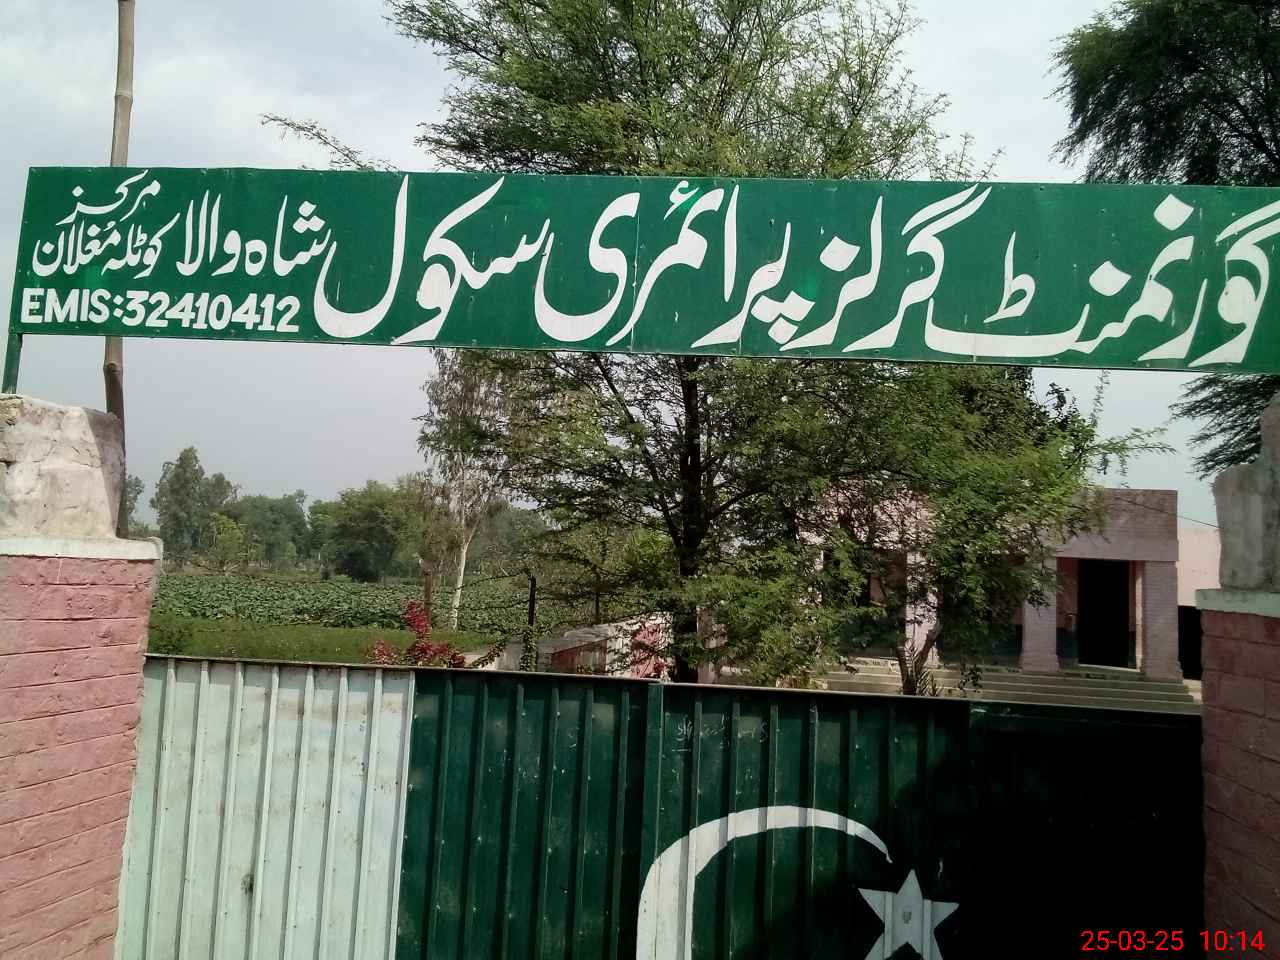 گورنمنٹ گرلز پرائمری سکول شاہ والا مرکز کوٹلہ مغلان
EMIS:32410412
25-03-25 10:14